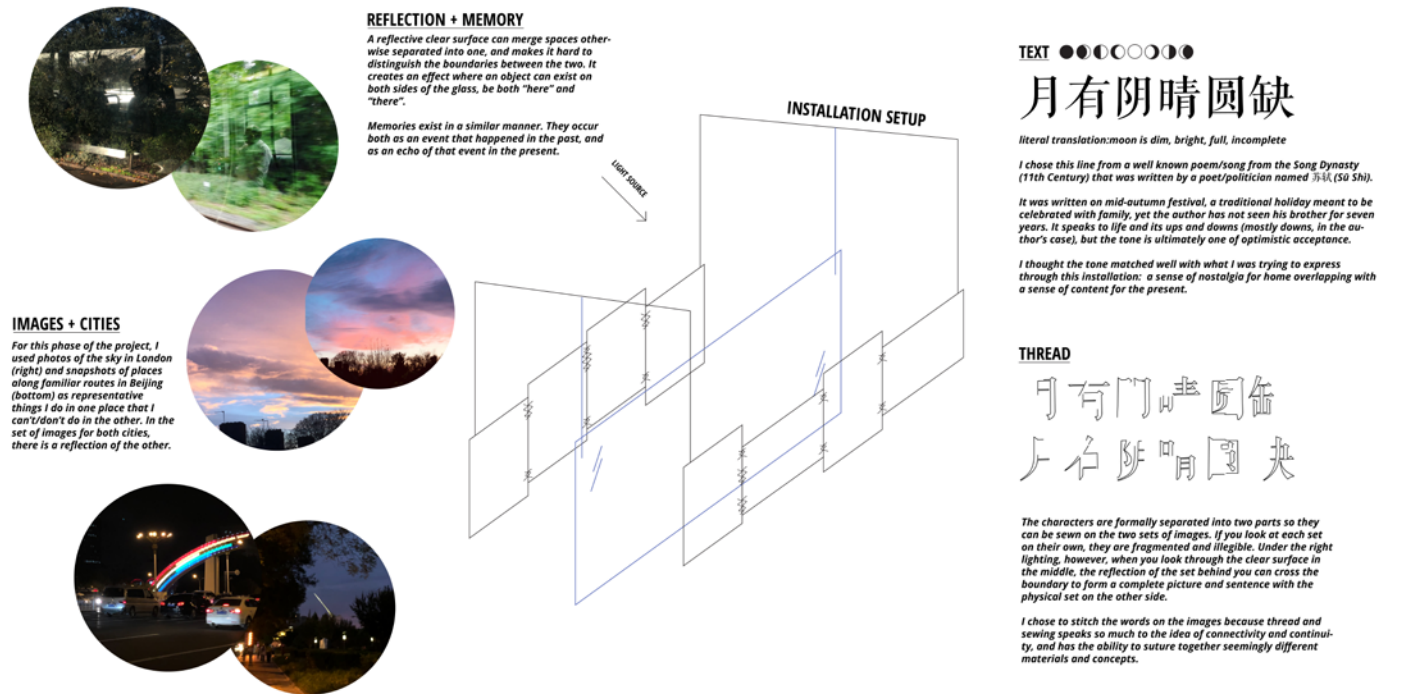 REFLECTION + MEMORY
A reflective clear surface can merge spaces other-
wise separated into one, and makes it hard to
distinguish the boundaries between the two. It
creates an effect where an object can exist on
both sides of the glass, be both “here” and
“there”.
Memories exist in a similar manner. They occur
both as an event that happened in the past, and
as an echo of that event in the present.
IMAGES + CITIES
For this phase of the project, I
used photos of the sky in London
(right) and snapshots of places
along familiar routes in Beijing
(bottom) as representative
things I do in one place that I
can't/don't do in the other. In the
set of images for both cities,
there is a reflection of the other.
INSTALLATION SETUP
LIGHT SOURCE
TEXT
月有阴晴圆缺
literal translation:moon is dim, bright, full, incomplete
I chose this line from a well known poem/song from the Song Dynasty
(11th Century) that was written by a poet/politician named 苏轼 (Sū Shì).
It was written on mid-autumn festival, a traditional holiday meant to be
celebrated with family, yet the author has not seen his brother for seven
years. It speaks to life and its ups and downs (mostly downs, in the au-
thor's case), but the tone is ultimately one of optimistic acceptance.
I thought the tone matched well with what I was trying to express
through this installation: a sense of nostalgia for home overlapping with
a sense of content for the present.
THREAD
The characters are formally separated into two parts so they
can be sewn on the two sets of images. If you look at each set
on their own, they are fragmented and illegible. Under the right
lighting, however, when you look through the clear surface in
the middle, the reflection of the set behind you can cross the
boundary to form a complete picture and sentence with the
physical set on the other side.
I chose to stitch the words on the images because thread and
sewing speaks so much to the idea of connectivity and continui-
ty, and has the ability to suture together seemingly different
materials and concepts.